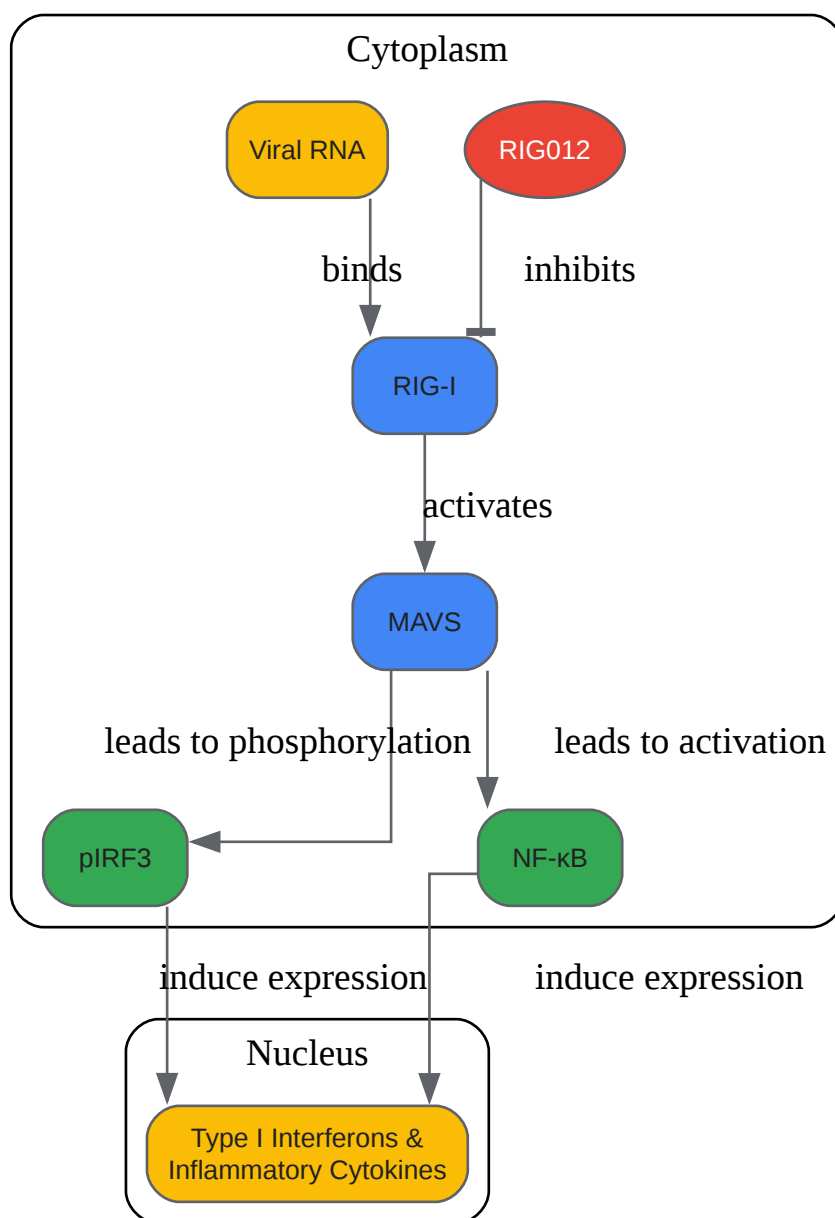 Cytoplasm
Viral RNA
RIG012
binds
inhibits
RIG-I
activates
MAVS
leads to phosphorylation
leads to activation
pIRF3
NF-κB
induce expression
induce expression
Nucleus
Type I Interferons &
Inflammatory Cytokines